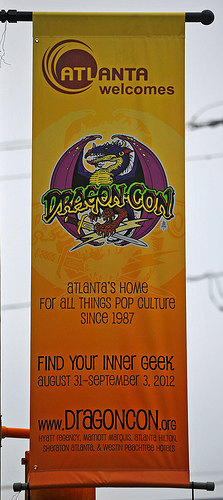 ATLANTA
welcomes
DRAGON·CON
ATLANTA'S HOME
FOR ALL THINGS POP CULTURE
SINCE 1987
FIND YOUR INNER GEEK
AUGUST 31-SEPTEMBER 3, 2012
WWW.DRAGONCON.ORG
HYATT REGENCY, MARRIOTT MARQUIS, ATLANTA HILTON,
SHERATON ATLANTA, & WESTIN PEACHTREE HOTELS